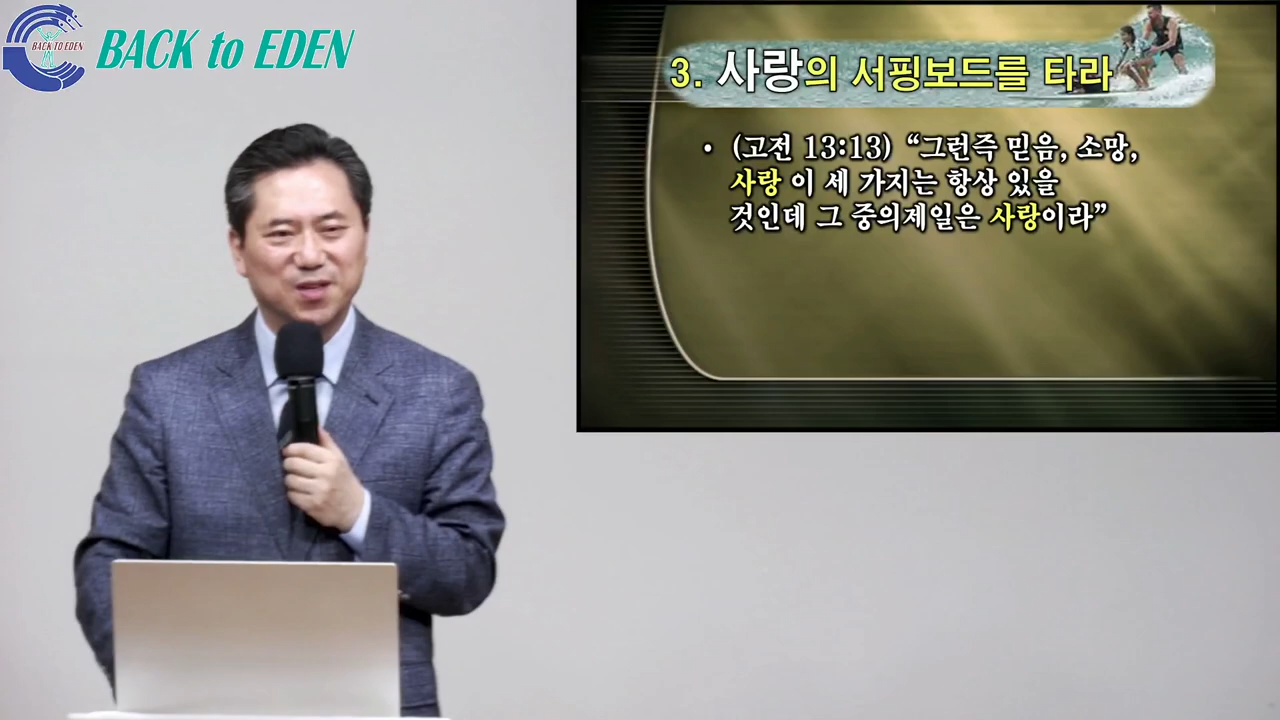 BACK TO EDEN
BACK to EDEN
3. 사랑의 서핑보드를 타라
• (고전 13:13) “그런즉 믿음, 소망,
사랑 이 세 가지는 항상 있을
것인데 그 중의제일은 사랑이라”